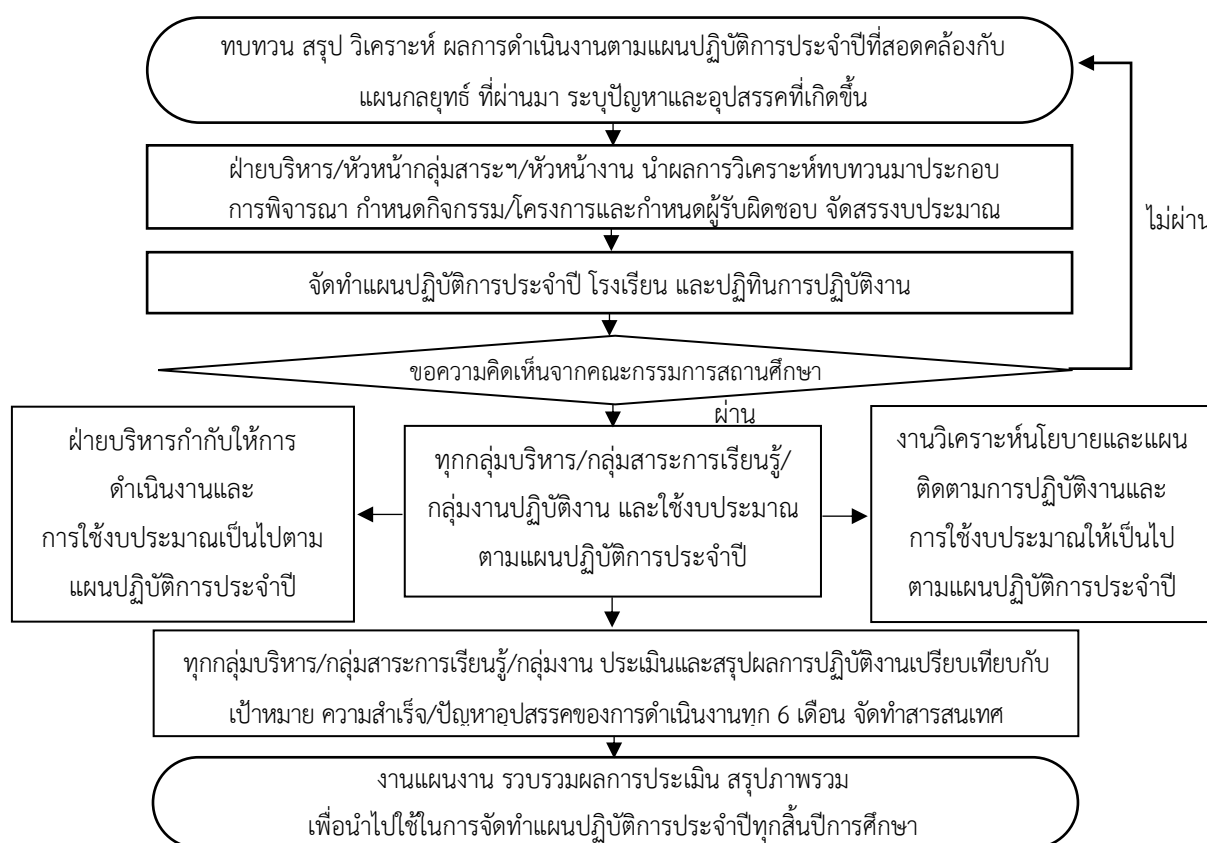 ทบทวน สรุป วิเคราะห์ ผลการดำเนินงานตามแผนปฏิบัติการประจำปีที่สอดคล้องกับ
แผนกลยุทธ์ ที่ผ่านมา ระบุปัญหาและอุปสรรคที่เกิดขึ้น
ฝ่ายบริหาร/หัวหน้ากลุ่มสาระฯ/หัวหน้างาน นำผลการวิเคราะห์ทบทวนมาประกอบ
การพิจารณา กำหนดกิจกรรม/โครงการและกำหนดผู้รับผิดชอบ จัดสรรงบประมาณ
ไม่ผ่าน
จัดทำแผนปฏิบัติการประจำปี โรงเรียน และปฏิทินการปฏิบัติงาน
ขอความคิดเห็นจากคณะกรรมการสถานศึกษา
ผ่าน
ฝ่ายบริหารกำกับให้การ
ดำเนินงานและ
การใช้งบประมาณเป็นไปตาม
แผนปฏิบัติการประจำปี
ทุกกลุ่มบริหาร/กลุ่มสาระการเรียนรู้/
กลุ่มงานปฏิบัติงาน และใช้งบประมาณ
ตามแผนปฏิบัติการประจำปี
งานวิเคราะห์นโยบายและแผน
ติดตามการปฏิบัติงานและ
การใช้งบประมาณให้เป็นไป
ตามแผนปฏิบัติการประจำปี
ทุกกลุ่มบริหาร/กลุ่มสาระการเรียนรู้/กลุ่มงาน ประเมินและสรุปผลการปฏิบัติงานเปรียบเทียบกับ
เป้าหมาย ความสำเร็จ/ปัญหาอุปสรรคของการดำเนินงานทุก 6 เดือน จัดทำสารสนเทศ
งานแผนงาน รวบรวมผลการประเมิน สรุปภาพรวม
เพื่อนำไปใช้ในการจัดทำแผนปฏิบัติการประจำปีทุกสิ้นปีการศึกษา